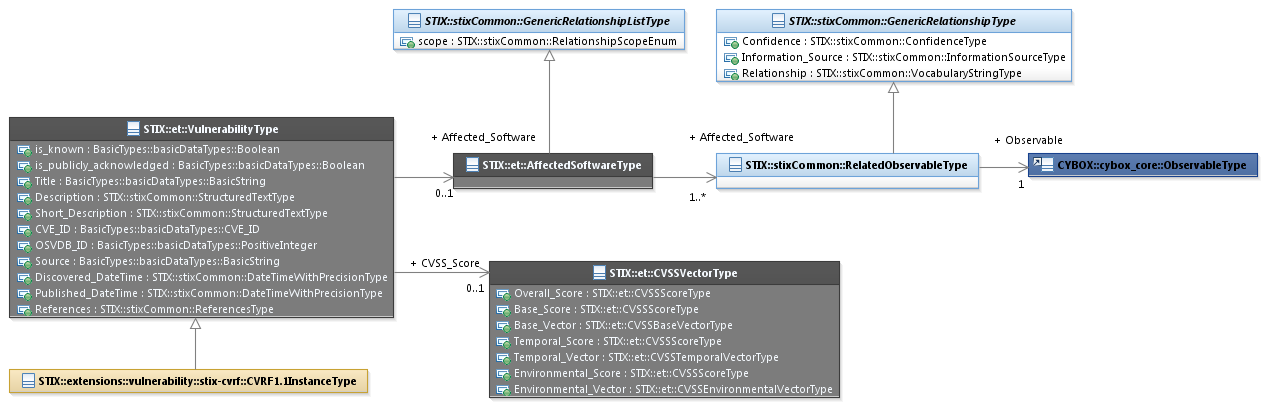 STIX::stixCommon::GenericRelationshipListType
scope : STIX::stixCommon::RelationshipScopeEnum
STIX::stixCommon::GenericRelationshipType
Confidence : STIX::stixCommon::ConfidenceType
Information_Source : STIX::stixCommon::InformationSourceType
Relationship : STIX::stixCommon::VocabularyStringType
STIX::et::VulnerabilityType
is_known : BasicTypes::basicDataTypes::Boolean
is_publicly_acknowledged : BasicTypes::basicDataTypes::Boolean
Title : BasicTypes::basicDataTypes::BasicString
Description : STIX::stixCommon::StructuredTextType
Short_Description : STIX::stixCommon::StructuredTextType
CVE_ID : BasicTypes::basicDataTypes::CVE_ID
OSVDB_ID : BasicTypes::basicDataTypes::PositiveInteger
Source : BasicTypes::basicDataTypes::BasicString
Discovered_DateTime : STIX::stixCommon::DateTimeWithPrecisionType
Published_DateTime : STIX::stixCommon::DateTimeWithPrecisionType
References : STIX::stixCommon::ReferencesType
+ Affected_Software
0..1
STIX::et::AffectedSoftwareType
+ Affected_Software
1..*
STIX::stixCommon::RelatedObservableType
+ Observable
1
CYBOX::cybox_core::ObservableType
+ CVSS_Score
0..1
STIX::et::CVSSVectorType
Overall_Score : STIX::et::CVSSScoreType
Base_Score : STIX::et::CVSSScoreType
Base_Vector : STIX::et::CVSSBaseVectorType
Temporal_Score : STIX::et::CVSSScoreType
Temporal_Vector : STIX::et::CVSSTemporalVectorType
Environmental_Score : STIX::et::CVSSScoreType
Environmental_Vector : STIX::et::CVSSEnvironmentalVectorType
STIX::extensions::vulnerability::stix-cvrf::CVRF1.1InstanceType